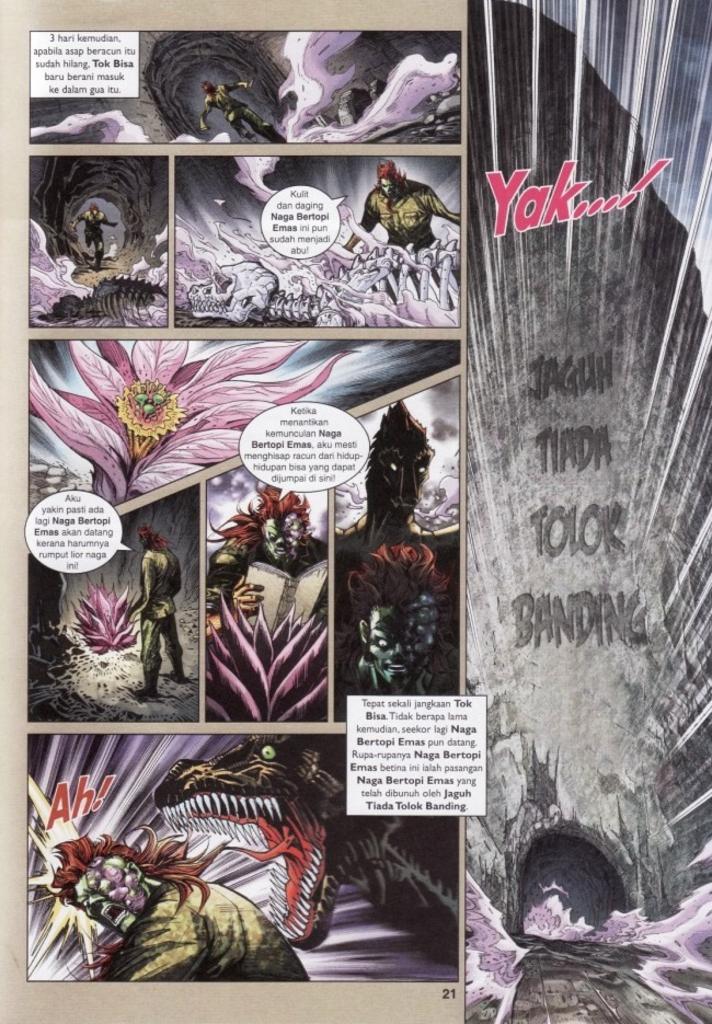 3 hari kemudian,
apabila asap beracun itu
sudah hilang, Tok Bisa
baru berani masuk
ke dalam gua itu.
Kulit
dan daging
Naga Bertopi
Emas ini pun
sudah menjadi
abu!
Ketika
menantikan
kemunculan Naga
Bertopi Emas, aku mesti
menghisap racun dari hidup-
hidupan bisa yang dapat
dijumpai di sini!
Aku
yakin pasti ada
lagi Naga Bertopi
Emas akan datang
kerana harumnya
rumput lior naga
ini!
Tepat sekali jangkaan Tok
Bisa. Tidak berapa lama
kemudian, seekor lagi Naga
Bertopi Emas pun datang.
Rupa-rupanya Naga Bertopi
Emas betina ini ialah pasangan
Naga Bertopi Emas yang
telah dibunuh oleh Jaguh
Tiada Tolok Banding.
Ah!
21
Yak....!
JAGUH
TIADA
TOLOK
BANDING